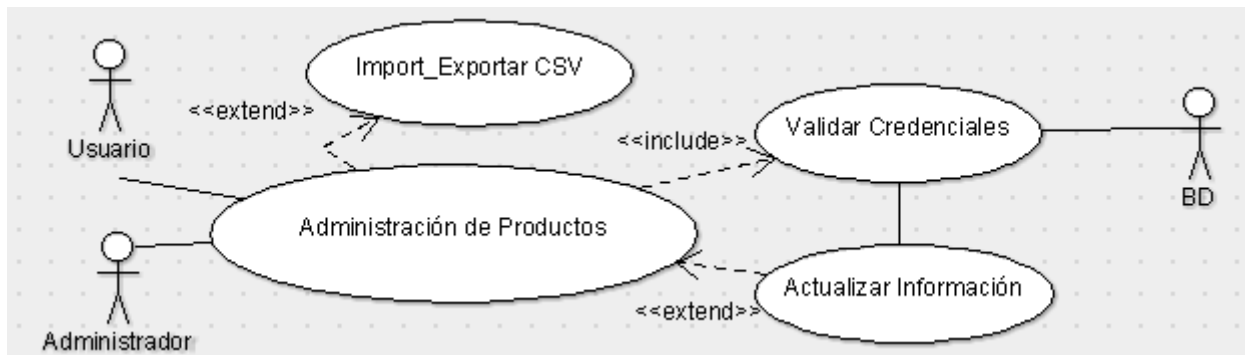 Import_Exportar CSV
<<extend>>
Usuario
<<include>>
Validar Credenciales
BD
Administración de Productos
Actualizar Información
<<extend>>
Administrador